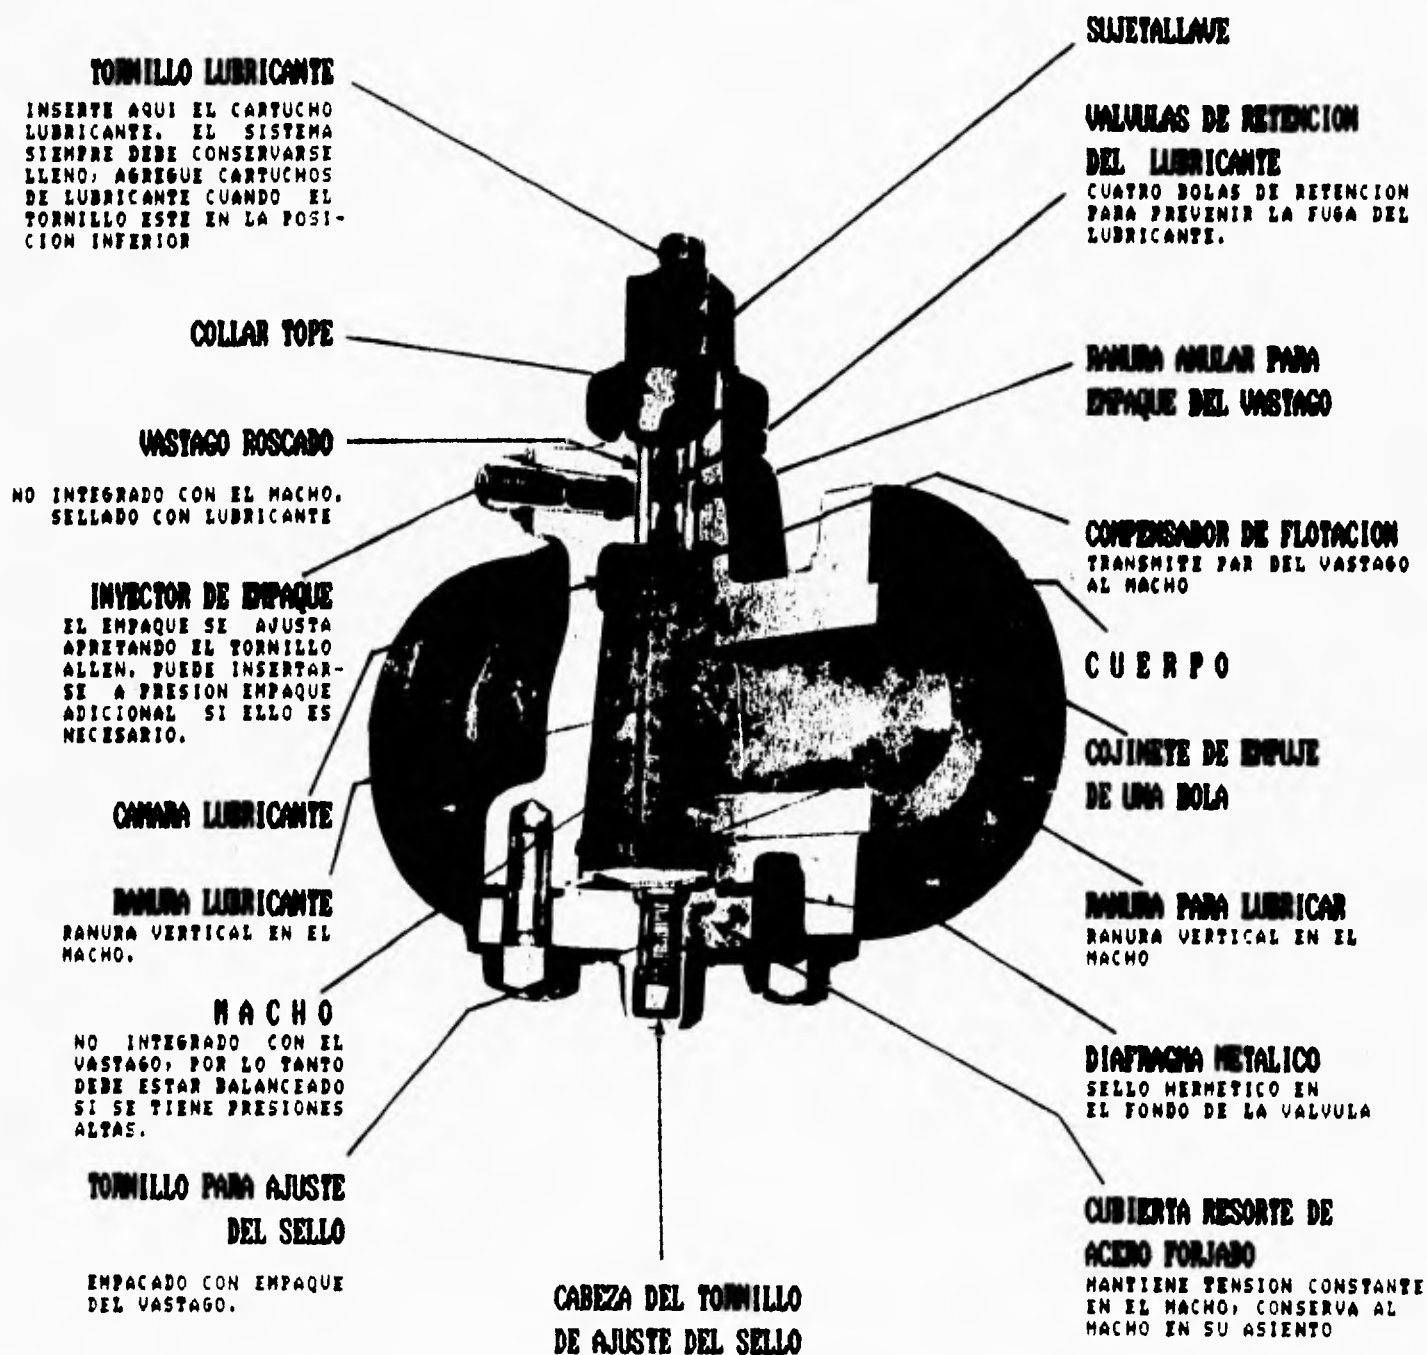 TORNILLO LUBRICANTE
INSERTE AQUI EL CARTUCHO
LUBRICANTE. EL SISTEMA
SIEMPRE DEBE CONSERVARSE
LLENO; AGREGUE CARTUCHOS
DE LUBRICANTE CUANDO EL
TORNILLO ESTE EN LA POSI-
CION INFERIOR
COLLAR TOPE
VASTAGO ROSCADO
NO INTEGRADO CON EL MACHO.
SELLADO CON LUBRICANTE
INYECTOR DE EMPAQUE
EL EMPAQUE SE AJUSTA
APRETANDO EL TORNILLO
ALLEN. PUEDE INSERTAR-
SE A PRESION EMPAQUE
ADICIONAL SI ELLO ES
NECESARIO.
CAMARA LUBRICANTE
RANURA LUBRICANTE
RANURA VERTICAL EN EL
MACHO.
M A C H O
NO INTEGRADO CON EL
VASTAGO; POR LO TANTO
DEBE ESTAR BALANCEADO
SI SE TIENE PRESIONES
ALTAS.
TORNILLO PARA AJUSTE
DEL SELLO
EMPACADO CON EMPAQUE
DEL VASTAGO.
CABEZA DEL TORNILLO
DE AJUSTE DEL SELLO
SUJETALLAVE
VALVULAS DE RETENCION
DEL LUBRICANTE
CUATRO BOLAS DE RETENCION
PARA PREVENIR LA FUGA DEL
LUBRICANTE.
RANURA ANULAR PARA
EMPAQUE DEL VASTAGO
COMPENSADOR DE FLOTACION
TRANSMITE PAR DEL VASTAGO
AL MACHO
C U E R P O
COJINETE DE EMPUJE
DE UNA BOLA
RANURA PARA LUBRICAR
RANURA VERTICAL EN EL
MACHO
DIAFRAGMA METALICO
SELLO HERMETICO EN
EL FONDO DE LA VALVULA
CUBIERTA RESORTE DE
ACERO FORJADO
MANTIENE TENSION CONSTANTE
EN EL MACHO; CONSERVA AL
MACHO EN SU ASIENTO